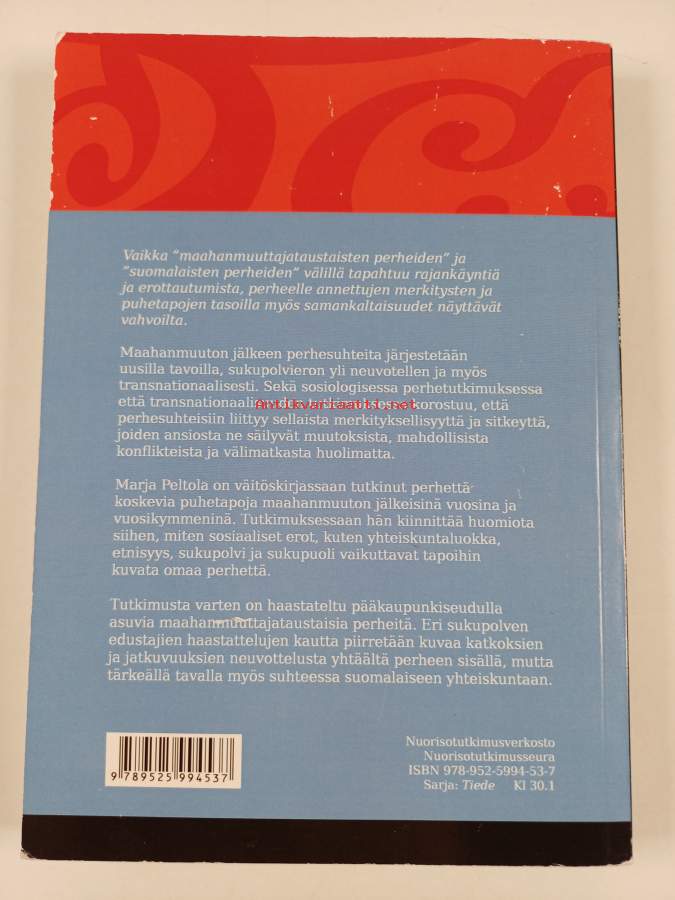 Vaikka "maahanmuuttajataustaisten perheiden" ja
"suomalaisten perheiden" välillä tapahtuu rajankäyntiä
ja erottautumista, perheelle annettujen merkitysten ja
puhetapojen tasoilla myös samankaltaisuudet näyttävät
vahvoilta.
Maahanmuuton jälkeen perhesuhteita järjestetään
uusilla tavoilla, sukupolvieron yli neuvotellen ja myös
transnationaalisesti. Sekä sosiologisessa perhetutkimuksessa
että korostuu, että
Antikvariaatti.net
perhesuhteisiin liittyy sellaista merkityksellisyyttä ja sitkeyttä,
joiden ansiosta ne säilyvät muutoksista, mahdollisista
konflikteista ja välimatkasta huolimatta.
Marja Peltola on väitöskirjassaan tutkinut perhettä
koskevia puhetapoja maahanmuuton jälkeisinä vuosina ja
vuosikymmeninä. Tutkimuksessaan hän kiinnittää huomiota
siihen, miten sosiaaliset erot, kuten yhteiskuntaluokka,
etnisyys, sukupolvi ja sukupuoli vaikuttavat tapoihin
kuvata omaa perhettä.
Tutkimusta varten on haastateltu pääkaupunkiseudulla
asuvia maahanmuuttajataustaisia perheitä. Eri sukupolven
edustajien haastattelujen kautta piirretään kuvaa katkoksien
ja jatkuvuuksien neuvottelusta yhtäältä perheen sisällä, mutta
tärkeällä tavalla myös suhteessa suomalaiseen yhteiskuntaan.
9 789525 994537
Nuorisotutkimusverkosto
Nuorisotutkimusseura
ISBN 978-952-5994-53-7
Sarja: Tiede Kl 30.1